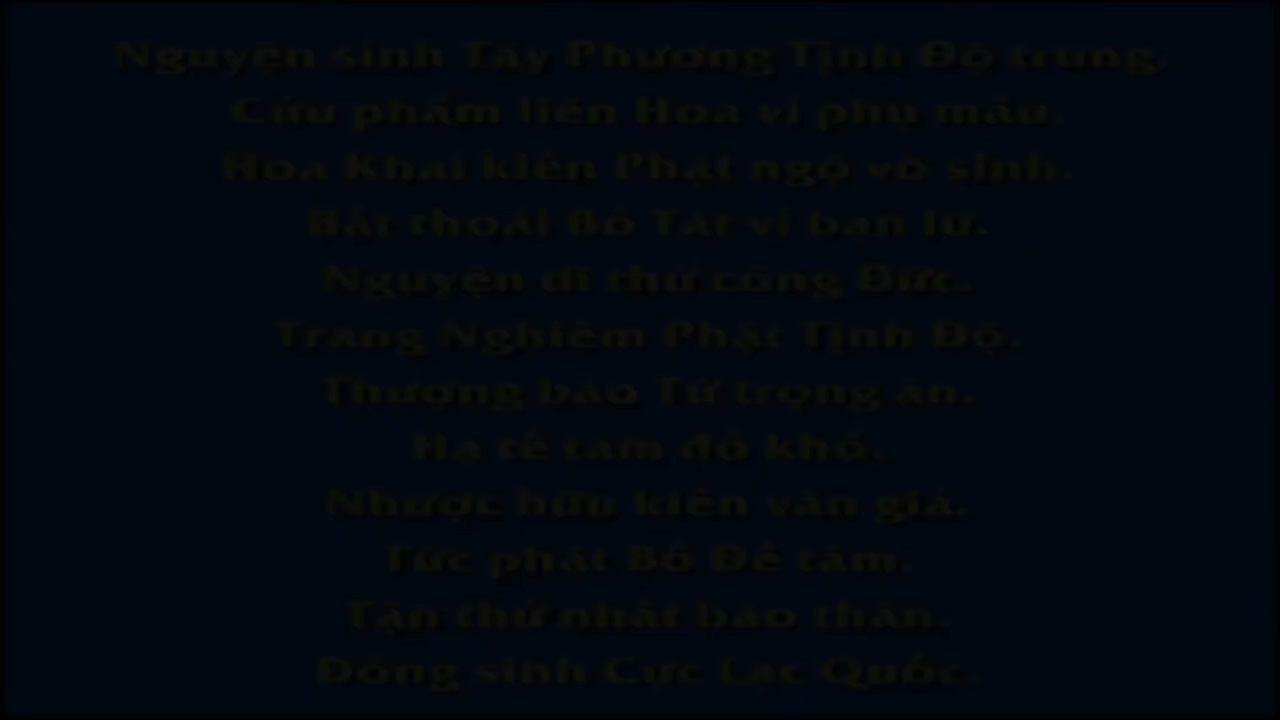 Nguyện sinh Tây Phương Tịnh Độ trung.
Cửu phẩm liên Hoa vi phụ mẫu.
Hoa Khai kiến Phật ngộ vô sinh.
Bất thoái Bồ Tát vi bạn lữ.
Nguyện dĩ thử công Đức.
Trang Nghiêm Phật Tịnh Độ.
Thượng báo Tứ trọng ân.
Hạ tế tam đồ khổ.
Nhược hữu kiến văn giả.
Tức phát Bồ Đề tâm.
Tận thử nhất báo thân.
Đồng sinh Cực Lạc Quốc.